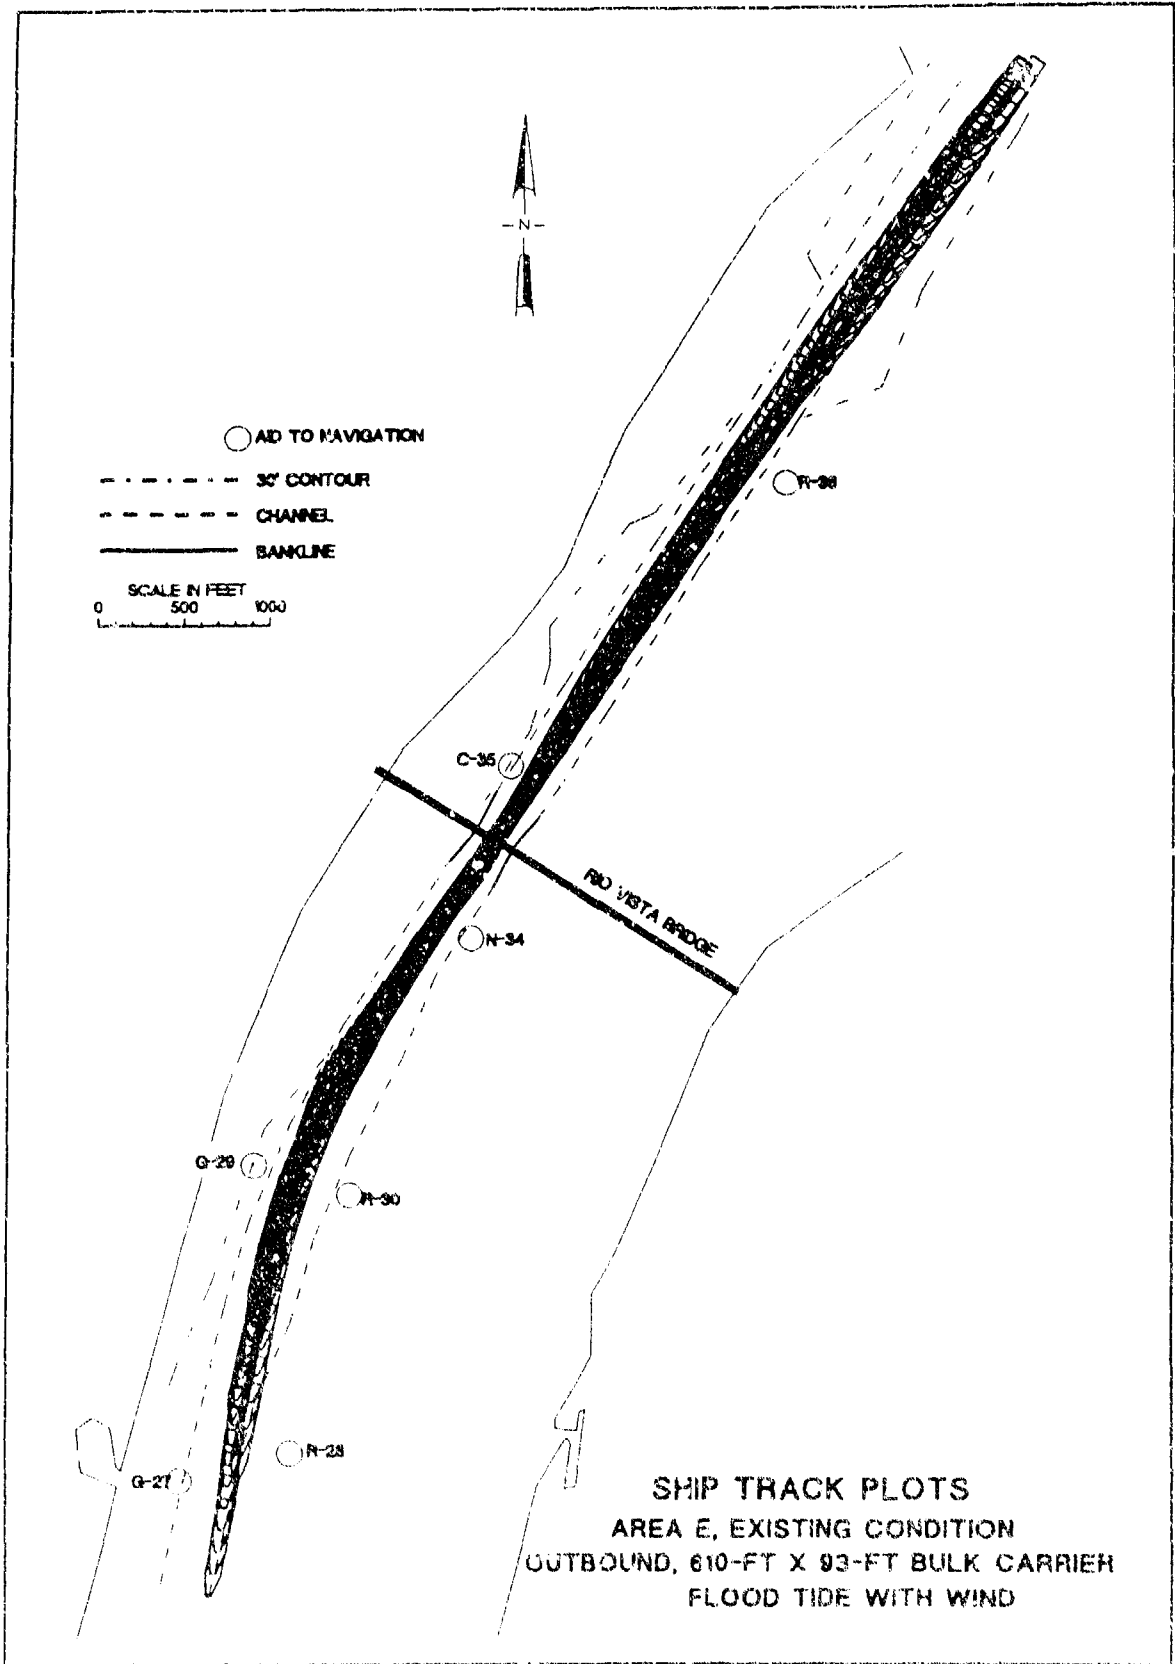 -N-
AID TO NAVIGATION
30' CONTOUR
CHANNEL
BANKLINE
SCALE IN FEET
0 500 1000
R-36
C-35
RIO VISTA BRIDGE
N-34
G-29
R-30
R-28
G-27
SHIP TRACK PLOTS
AREA E, EXISTING CONDITION
OUTBOUND, 610-FT X 93-FT BULK CARRIER
FLOOD TIDE WITH WIND